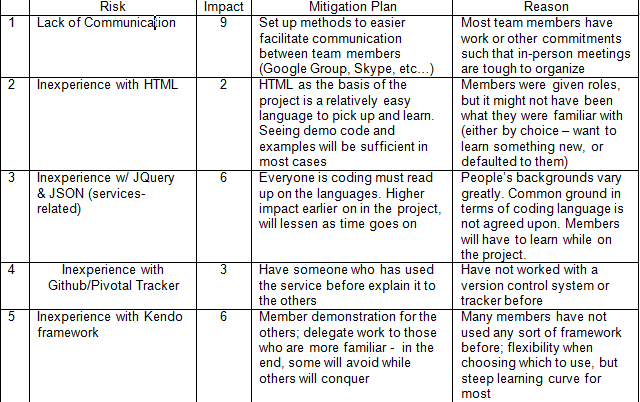 Risk Impact Mitigation Plan Reason
1 Lack of Communication 9 Set up methods to easier Most team members have
facilitate communication work or other commitments
between team members such that in-person meetings
(Google Group, Skype, etc…) are tough to organize
2 Inexperience with HTML 2 HTML as the basis of the Members were given roles,
project is a relatively easy but it might not have been
language to pick up and learn. what they were familiar with
Seeing demo code and (either by choice – want to
examples will be sufficient in learn something new, or
most cases defaulted to them)
3 Inexperience w/ JQuery 6 Everyone is coding must read People's backgrounds vary
& JSON (services- up on the languages. Higher greatly. Common ground in
related) impact earlier on in the project, terms of coding language is
will lessen as time goes on not agreed upon. Members
will have to learn while on
the project.
4 Inexperience with 3 Have someone who has used Have not worked with a
Github/Pivotal Tracker the service before explain it to version control system or
the others tracker before
5 Inexperience with Kendo 6 Member demonstration for the Many members have not
framework others; delegate work to those used any sort of framework
who are more familiar - in the before; flexibility when
end, some will avoid while choosing which to use, but
others will conquer steep learning curve for
most